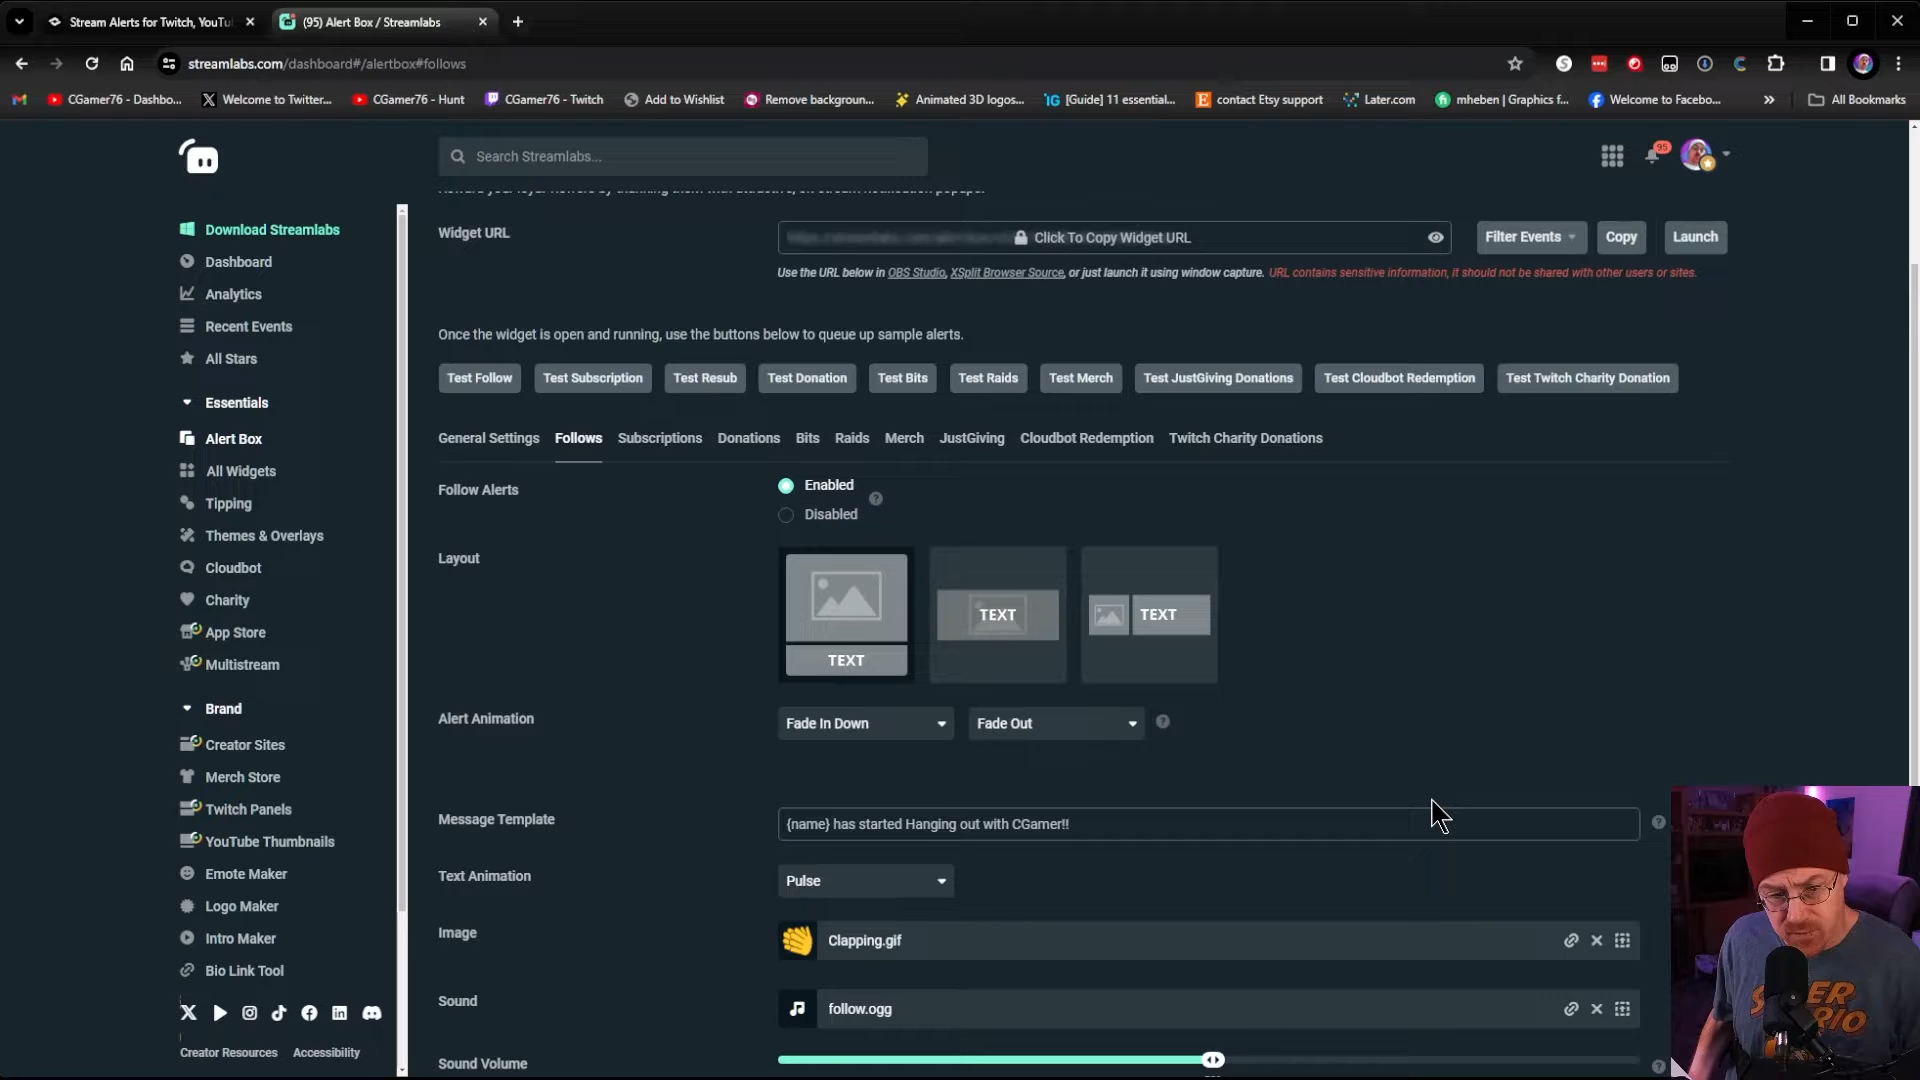 Stream Alerts for Twitch, YouTu
(95) Alert Box / Streamlabs
streamlabs.com/dashboard#/alertbox#follows
CGamer76 - Dashbo...
Welcome to Twitter...
CGamer76 - Hunt
CGamer76 - Twitch
Add to Wishlist
Remove backgroun...
Animated 3D logos...
[Guide] 11 essential...
contact Etsy support
Later.com
mheben | Graphics f...
Welcome to Facebo...
All Bookmarks
Search Streamlabs...
95
Download Streamlabs
Dashboard
Analytics
Recent Events
All Stars
Essentials
Alert Box
All Widgets
Tipping
Themes & Overlays
Cloudbot
Charity
App Store
Multistream
Brand
Creator Sites
Merch Store
Twitch Panels
YouTube Thumbnails
Emote Maker
Logo Maker
Intro Maker
Bio Link Tool
Creator Resources
Accessibility
Widget URL
Click To Copy Widget URL
Filter Events
Copy
Launch
Use the URL below in OBS Studio, XSplit Browser Source, or just launch it using window capture. URL contains sensitive information, it should not be shared with other users or sites.
Once the widget is open and running, use the buttons below to queue up sample alerts.
Test Follow
Test Subscription
Test Resub
Test Donation
Test Bits
Test Raids
Test Merch
Test JustGiving Donations
Test Cloudbot Redemption
Test Twitch Charity Donation
General Settings
Follows
Subscriptions
Donations
Bits
Raids
Merch
JustGiving
Cloudbot Redemption
Twitch Charity Donations
Follow Alerts
Enabled
Disabled
Layout
TEXT
TEXT
TEXT
Alert Animation
Fade In Down
Fade Out
Message Template
{name} has started Hanging out with CGamer!!
Text Animation
Pulse
Image
Clapping.gif
Sound
follow.ogg
Sound Volume